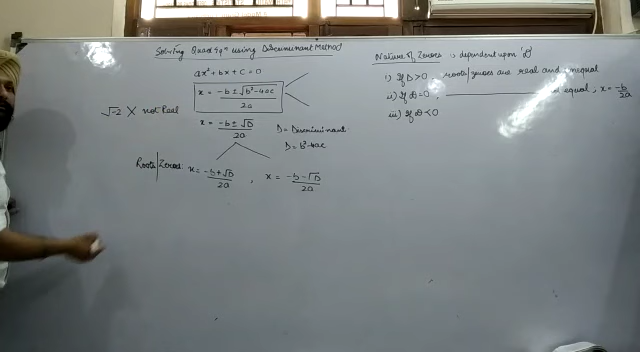 Solving Quad Eqn using Discriminant Method
ax² + bx + c = 0
x = -b ± √b²-4ac / 2a
√-2 X not Real
x = -b ± √D / 2a
D = Discriminant
D = b²-4ac
Roots/Zeroes: x = -b+√D / 2a , x = -b-√D / 2a
Nature of Zeroes is dependent upon 'D'
i) If D>0, roots/zeroes are real and unequal
ii) If D=0, equal, x = -b/2a
iii) If D<0